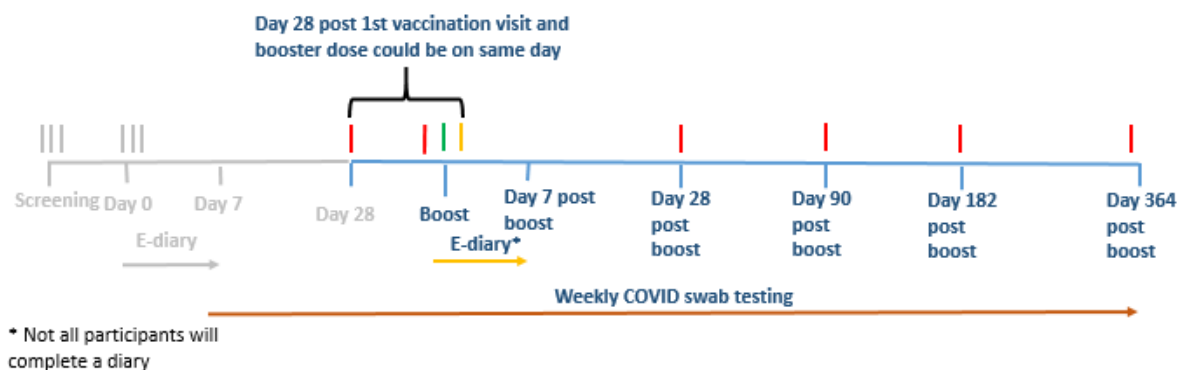 Day 28 post 1st vaccination visit and
booster dose could be on same day
Screening
Day 0
Day 7
Day 28
Boost
Day 7 post
boost
Day 28
post
boost
Day 90
post
boost
Day 182
post
boost
Day 364
post
boost
E-diary
E-diary*
Weekly COVID swab testing
* Not all participants will
complete a diary